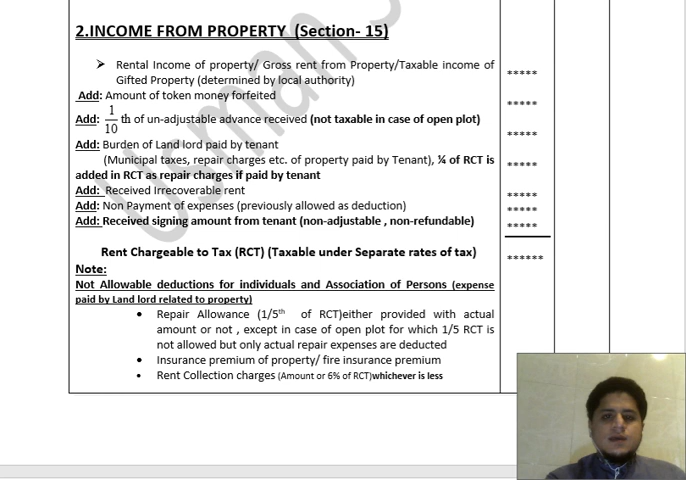 2.INCOME FROM PROPERTY (Section- 15)
➤ Rental Income of property/ Gross rent from Property/Taxable income of
Gifted Property (determined by local authority)
*****
Add: Amount of token money forfeited
*****
Add: 1/10 th of un-adjustable advance received (not taxable in case of open plot)
*****
Add: Burden of Land lord paid by tenant
(Municipal taxes, repair charges etc. of property paid by Tenant), ¼ of RCT is
*****
added in RCT as repair charges if paid by tenant
Add: Received Irrecoverable rent
*****
Add: Non Payment of expenses (previously allowed as deduction)
*****
Add: Received signing amount from tenant (non-adjustable , non-refundable)
*****
Rent Chargeable to Tax (RCT) (Taxable under Separate rates of tax)
******
Note:
Not Allowable deductions for individuals and Association of Persons (expense
paid by Land lord related to property)
• Repair Allowance (1/5th of RCT)either provided with actual
amount or not , except in case of open plot for which 1/5 RCT is
not allowed but only actual repair expenses are deducted
• Insurance premium of property/ fire insurance premium
• Rent Collection charges (Amount or 6% of RCT)whichever is less
Usman S